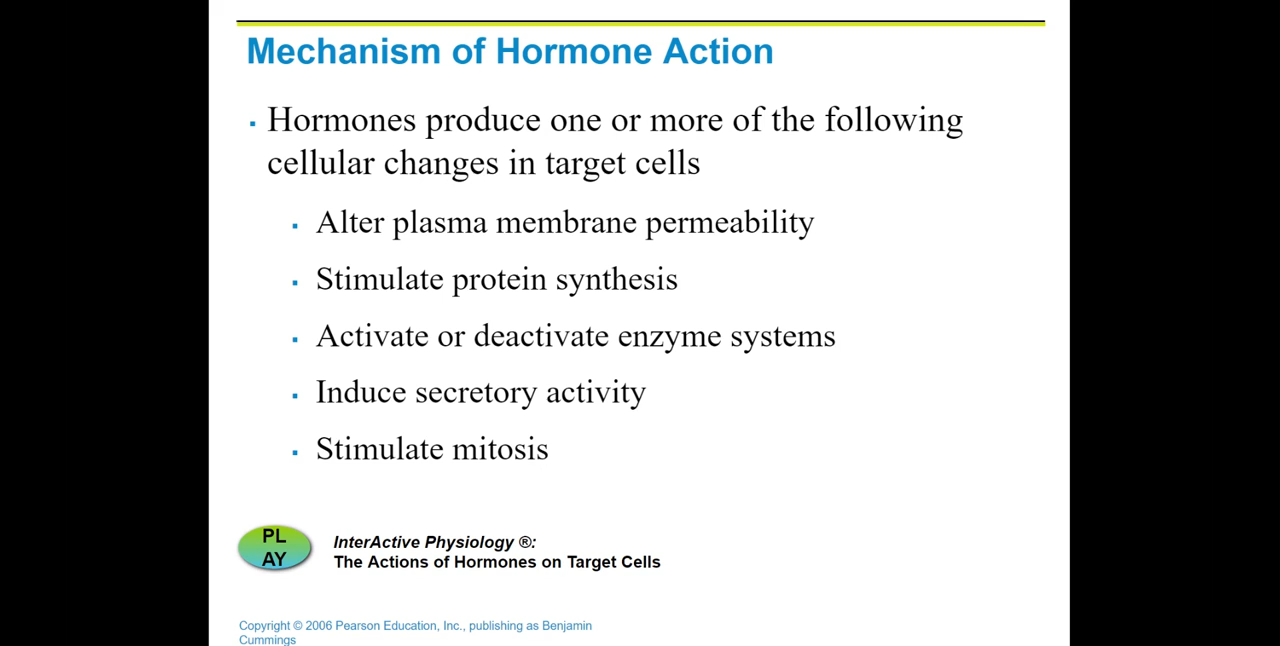 Mechanism of Hormone Action
▪ Hormones produce one or more of the following
cellular changes in target cells
▪ Alter plasma membrane permeability
▪ Stimulate protein synthesis
▪ Activate or deactivate enzyme systems
▪ Induce secretory activity
▪ Stimulate mitosis
PL
AY
InterActive Physiology ®:
The Actions of Hormones on Target Cells
Copyright © 2006 Pearson Education, Inc., publishing as Benjamin
Cummings